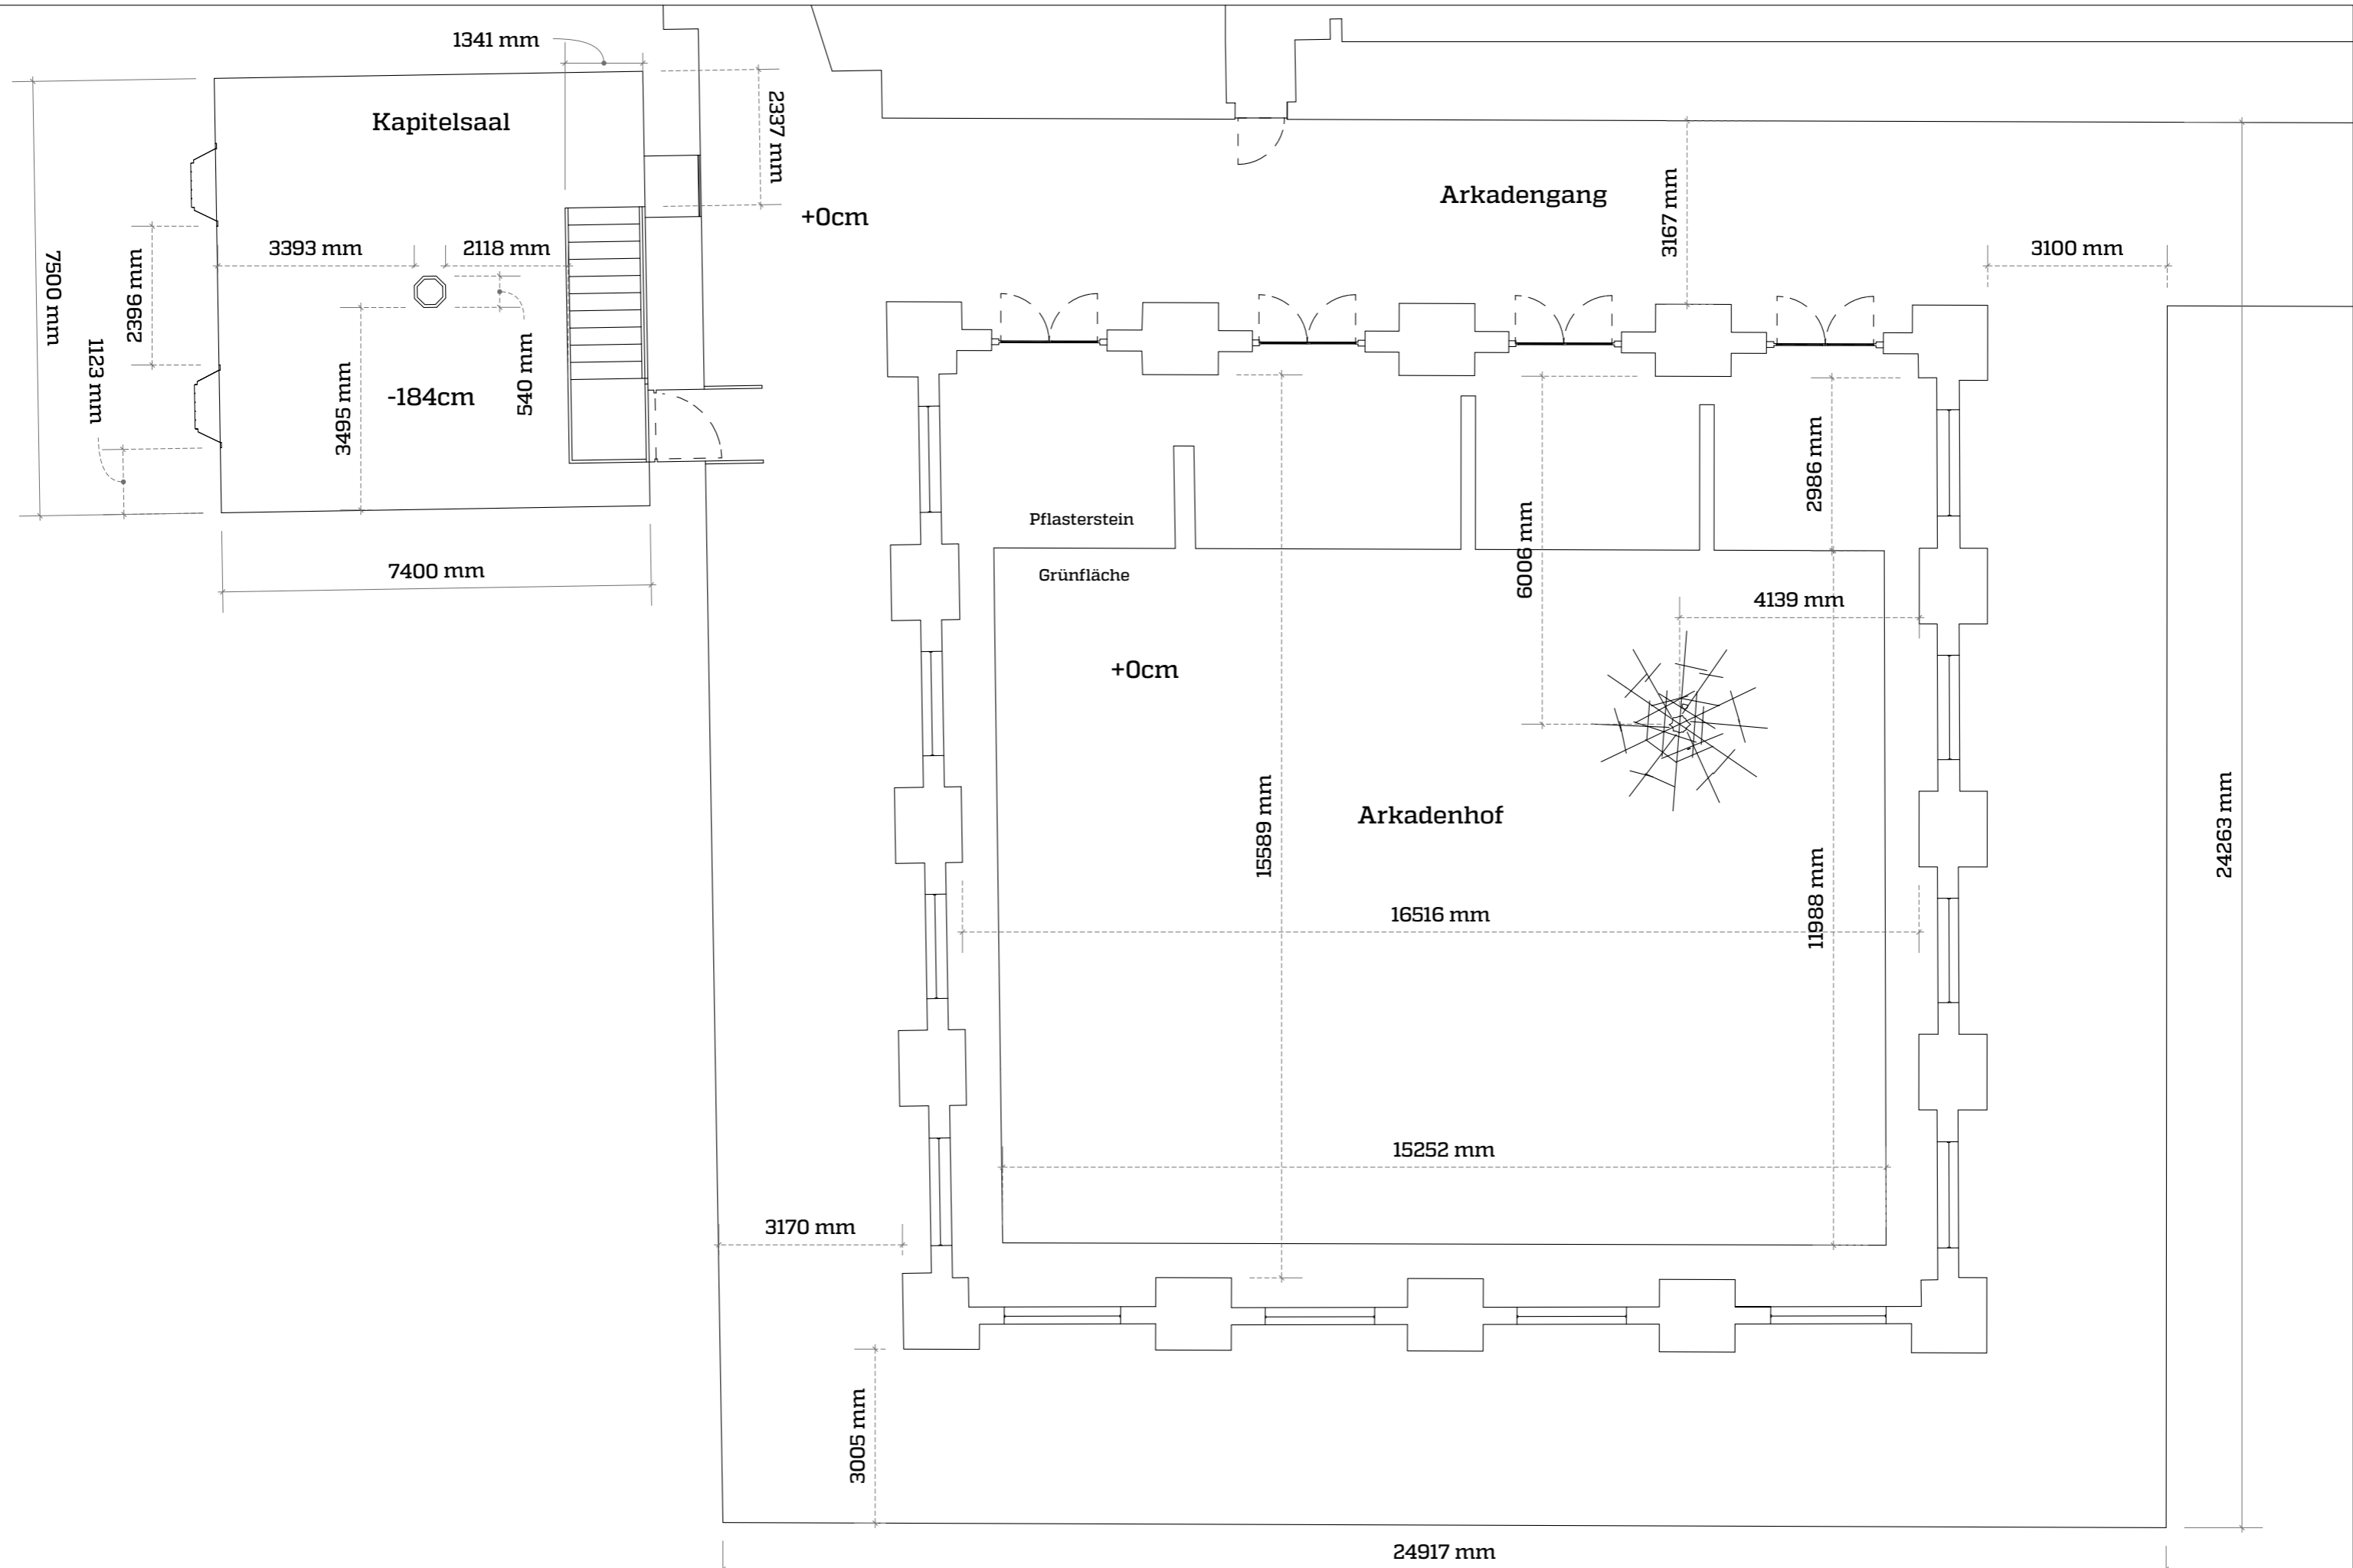 1341 mm
Kapitelsaal
2337 mm
Arkadengang
+0cm
3167 mm
3393 mm
2118 mm
3100 mm
7500 mm
2396 mm
1123 mm
540 mm
-184cm
3495 mm
2986 mm
Pflasterstein
6006 mm
7400 mm
Grünfläche
4139 mm
+0cm
Arkadenhof
15589 mm
24263 mm
11988 mm
16516 mm
15252 mm
3170 mm
3005 mm
24917 mm